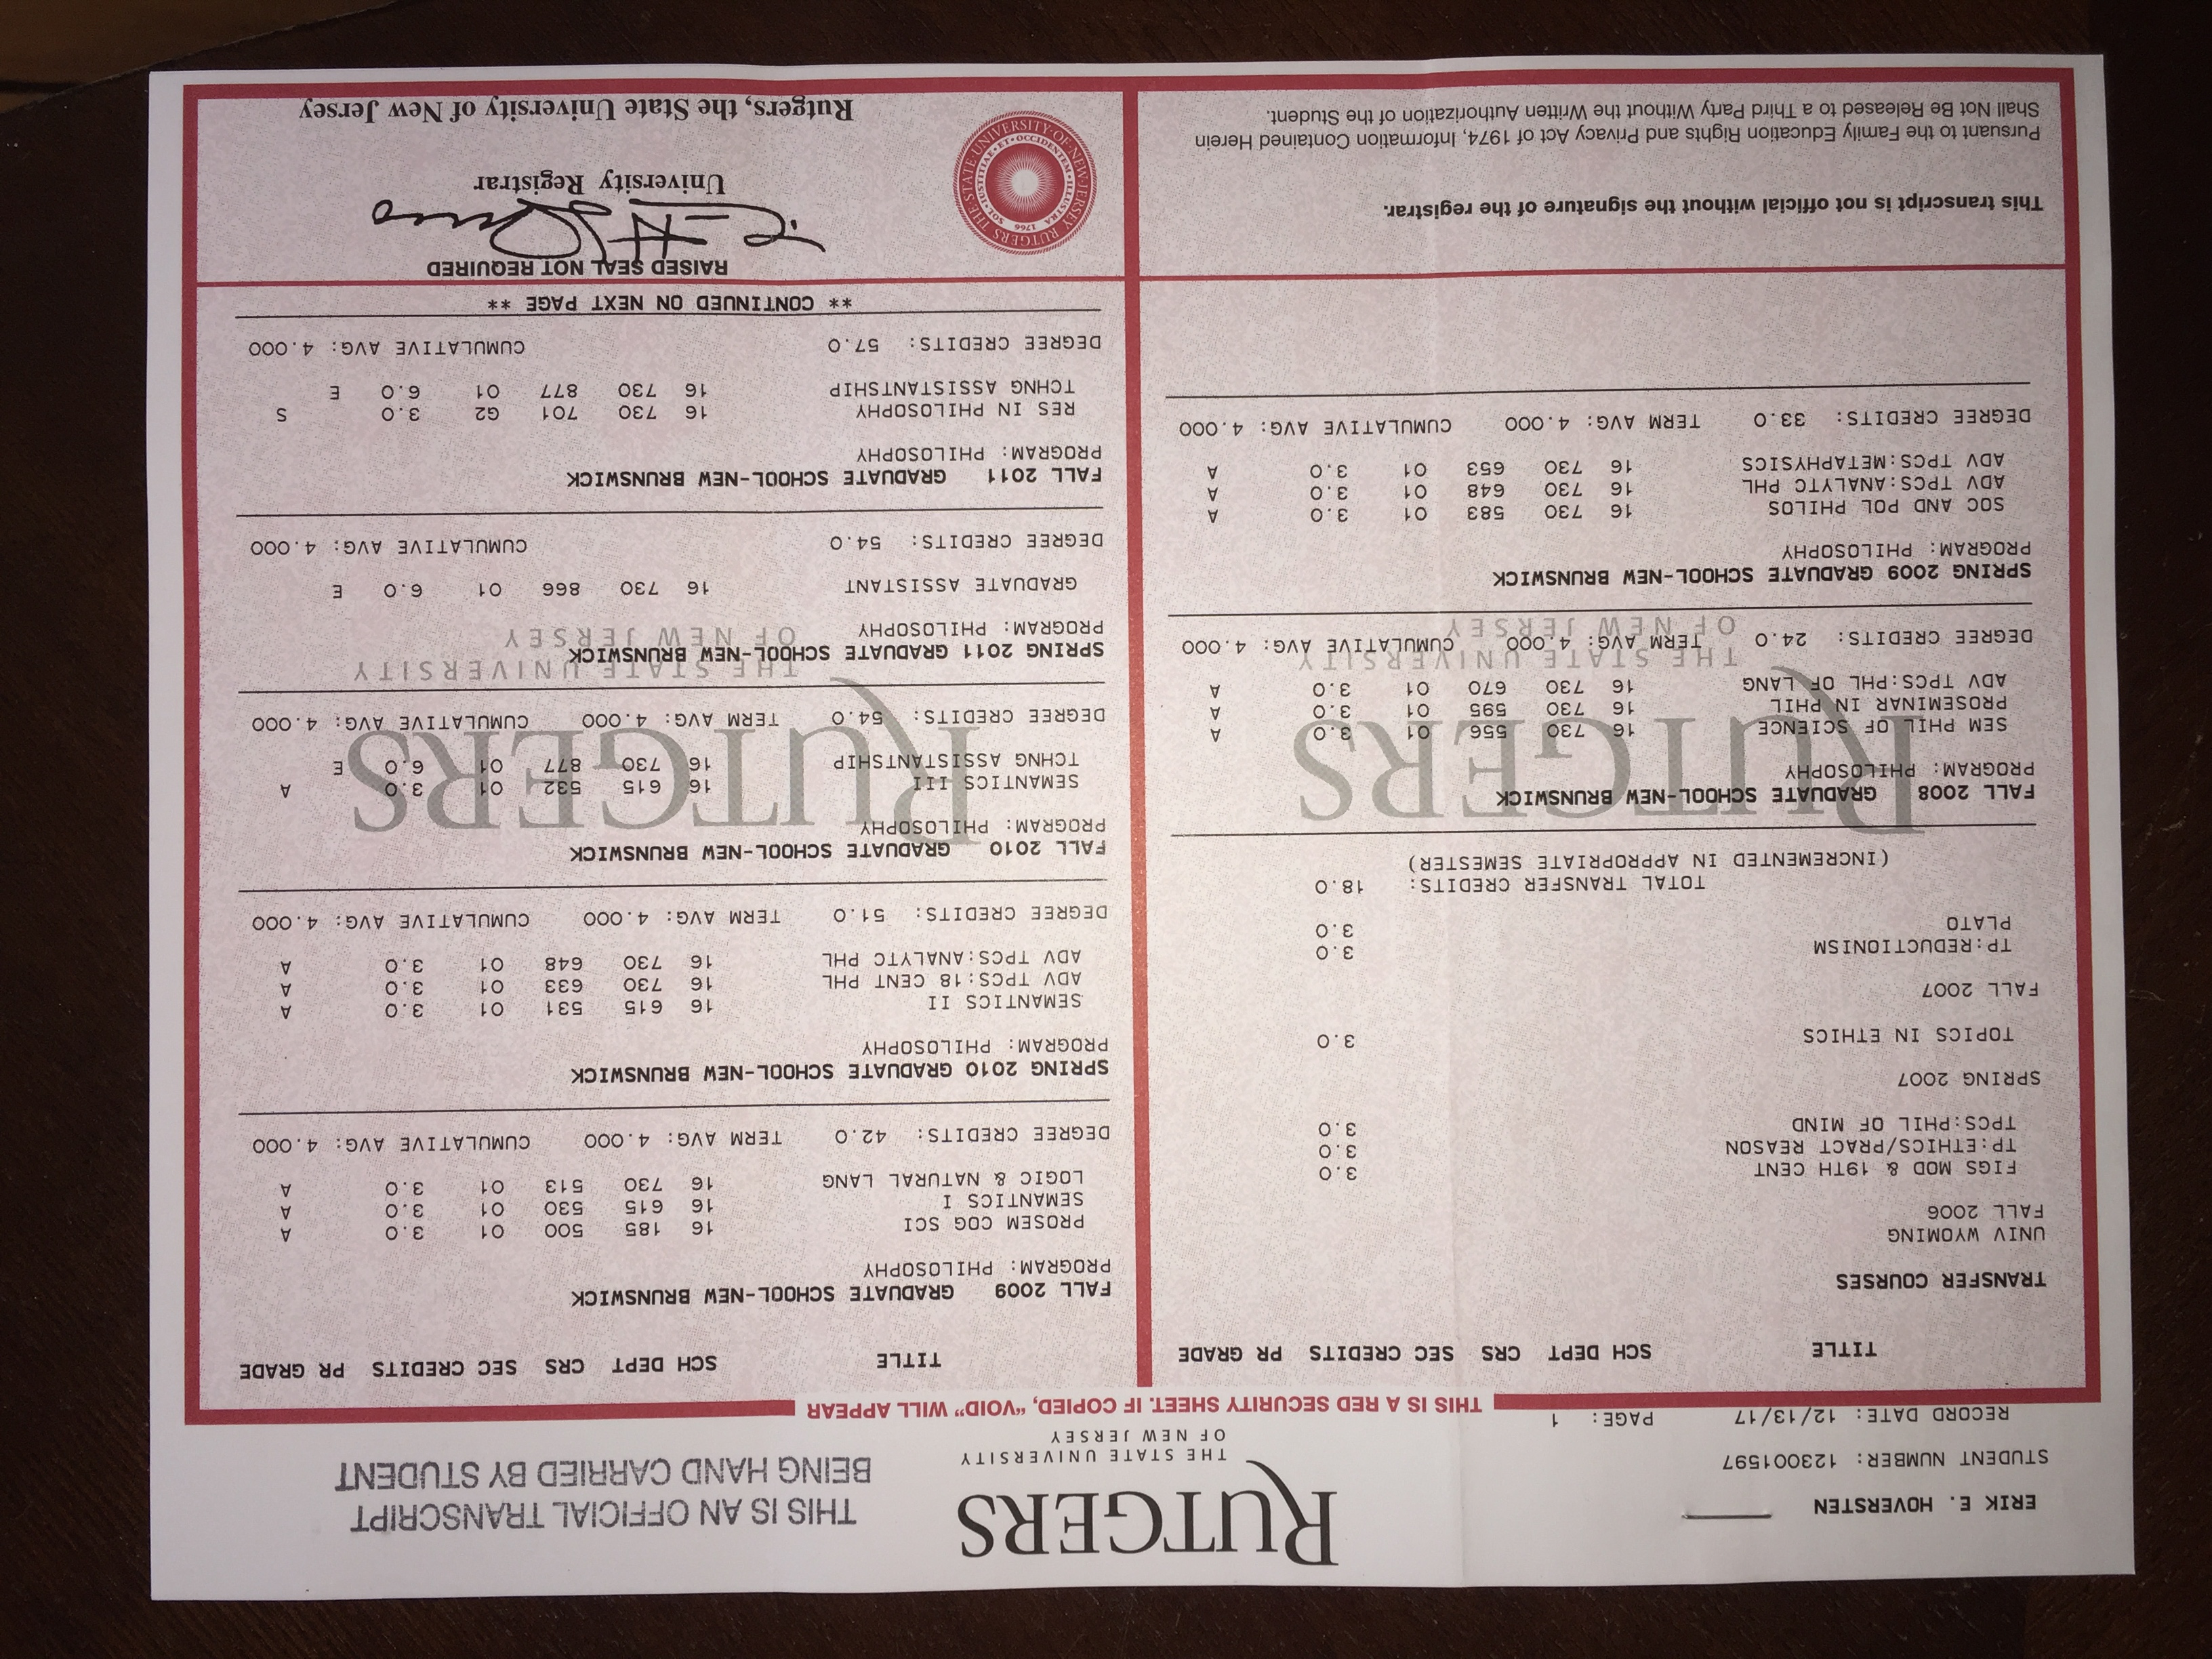 ERIK E. HOVERSTEN
STUDENT NUMBER: 123001597
RECORD DATE: 12/13/17 PAGE: 1
RUTGERS
THE STATE UNIVERSITY
OF NEW JERSEY
THIS IS AN OFFICIAL TRANSCRIPT
BEING HAND CARRIED BY STUDENT
THIS IS A RED SECURITY SHEET. IF COPIED, "VOID" WILL APPEAR
TITLE SCH DEPT CRS SEC CREDITS PR GRADE
TRANSFER COURSES
UNIV WYOMING
FALL 2006
FIGS MOD & 19TH CENT 3.0
TP:ETHICS/PRACT REASON 3.0
TPCS:PHIL OF MIND 3.0
SPRING 2007
TOPICS IN ETHICS 3.0
FALL 2007
TP:REDUCTIONISM 3.0
PLATO 3.0
TOTAL TRANSFER CREDITS: 18.0
(INCREMENTED IN APPROPRIATE SEMESTER)
FALL 2008 GRADUATE SCHOOL-NEW BRUNSWICK
PROGRAM: PHILOSOPHY
SEM PHIL OF SCIENCE 16 730 556 01 3.0 A
PROSEMINAR IN PHIL 16 730 595 01 3.0 A
ADV TPCS:PHL OF LANG 16 730 670 01 3.0 A
DEGREE CREDITS: 24.0 TERM AVG: 4.000 CUMULATIVE AVG: 4.000
RUTGERS
THE STATE UNIVERSITY
OF NEW JERSEY
SPRING 2009 GRADUATE SCHOOL-NEW BRUNSWICK
PROGRAM: PHILOSOPHY
SOC AND POL PHILOS 16 730 583 01 3.0 A
ADV TPCS:ANALYTC PHL 16 730 648 01 3.0 A
ADV TPCS:METAPHYSICS 16 730 653 01 3.0 A
DEGREE CREDITS: 33.0 TERM AVG: 4.000 CUMULATIVE AVG: 4.000
TITLE SCH DEPT CRS SEC CREDITS PR GRADE
FALL 2009 GRADUATE SCHOOL-NEW BRUNSWICK
PROGRAM: PHILOSOPHY
PROSEM COG SCI 16 185 500 01 3.0 A
SEMANTICS I 16 615 530 01 3.0 A
LOGIC & NATURAL LANG 16 730 513 01 3.0 A
DEGREE CREDITS: 42.0 TERM AVG: 4.000 CUMULATIVE AVG: 4.000
SPRING 2010 GRADUATE SCHOOL-NEW BRUNSWICK
PROGRAM: PHILOSOPHY
SEMANTICS II 16 615 531 01 3.0 A
ADV TPCS:18 CENT PHL 16 730 633 01 3.0 A
ADV TPCS:ANALYTC PHL 16 730 648 01 3.0 A
DEGREE CREDITS: 51.0 TERM AVG: 4.000 CUMULATIVE AVG: 4.000
FALL 2010 GRADUATE SCHOOL-NEW BRUNSWICK
PROGRAM: PHILOSOPHY
SEMANTICS III 16 615 532 01 3.0 A
TCHNG ASSISTANTSHIP 16 730 877 01 6.0 E
DEGREE CREDITS: 54.0 TERM AVG: 4.000 CUMULATIVE AVG: 4.000
RUTGERS
THE STATE UNIVERSITY
OF NEW JERSEY
SPRING 2011 GRADUATE SCHOOL-NEW BRUNSWICK
PROGRAM: PHILOSOPHY
GRADUATE ASSISTANT 16 730 866 01 6.0 E
DEGREE CREDITS: 54.0 CUMULATIVE AVG: 4.000
FALL 2011 GRADUATE SCHOOL-NEW BRUNSWICK
PROGRAM: PHILOSOPHY
RES IN PHILOSOPHY 16 730 701 G2 3.0 S
TCHNG ASSISTANTSHIP 16 730 877 01 6.0 E
DEGREE CREDITS: 57.0 CUMULATIVE AVG: 4.000
** CONTINUED ON NEXT PAGE **
This transcript is not official without the signature of the registrar.
Pursuant to the Family Education Rights and Privacy Act of 1974, Information Contained Herein
Shall Not Be Released to a Third Party Without the Written Authorization of the Student.
RUTGERS THE STATE UNIVERSITY OF NEW JERSEY
SOL IUSTITIAE ET OCCIDENTEM ILLUSTRA
1766
RAISED SEAL NOT REQUIRED
University Registrar
Rutgers, the State University of New Jersey